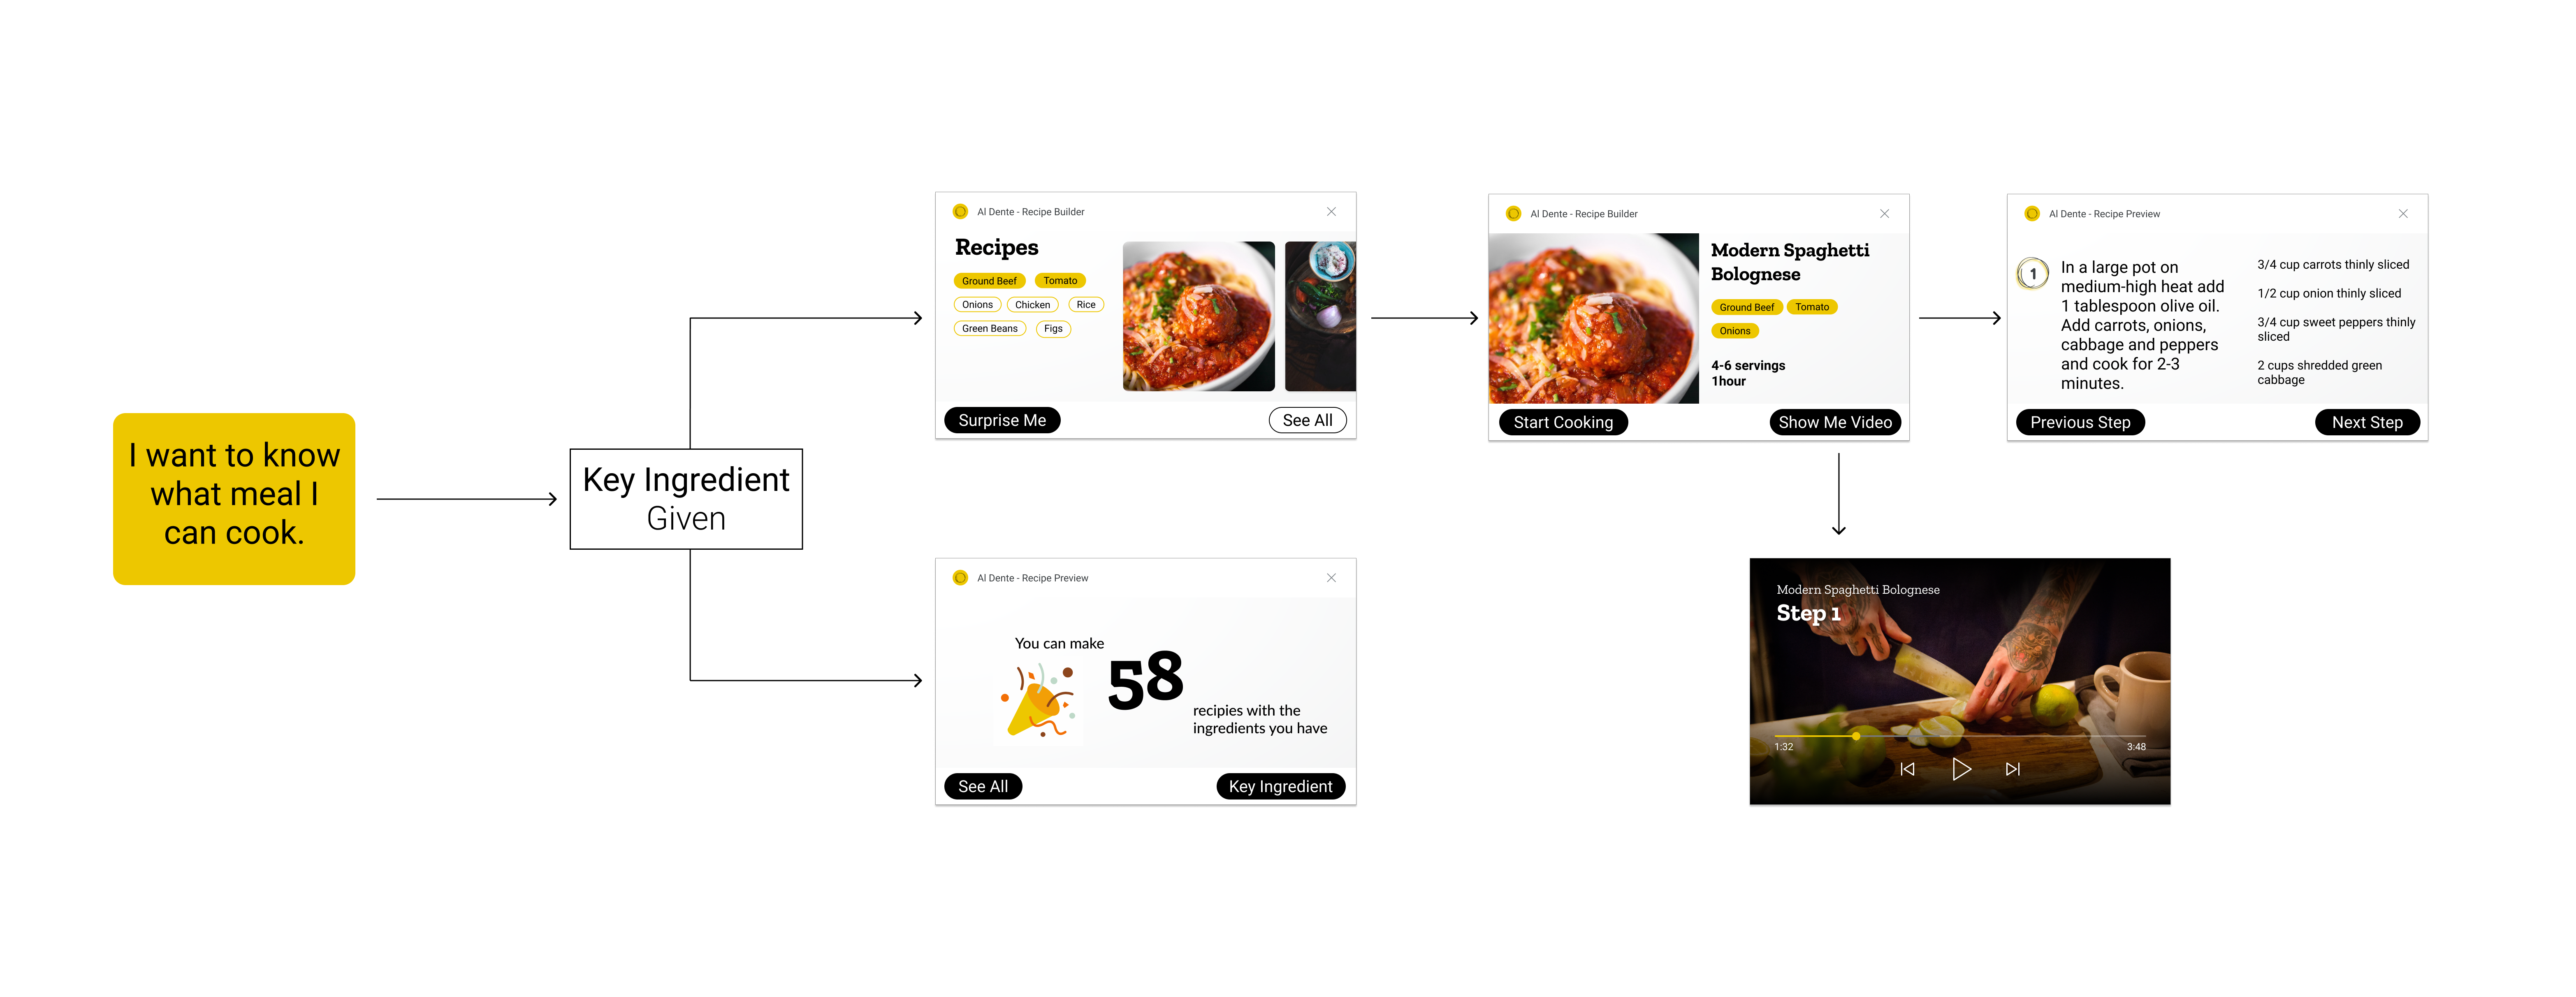 I want to know
what meal I
can cook.
Key Ingredient
Given
Al Dente - Recipe Builder
Recipes
Ground Beef
Tomato
Onions
Chicken
Rice
Green Beans
Figs
Surprise Me
See All
Al Dente - Recipe Builder
Modern Spaghetti
Bolognese
Ground Beef
Tomato
Onions
4-6 servings
1hour
Start Cooking
Show Me Video
Al Dente - Recipe Preview
1
In a large pot on
medium-high heat add
1 tablespoon olive oil.
Add carrots, onions,
cabbage and peppers
and cook for 2-3
minutes.
3/4 cup carrots thinly sliced
1/2 cup onion thinly sliced
3/4 cup sweet peppers thinly
sliced
2 cups shredded green
cabbage
Previous Step
Next Step
Al Dente - Recipe Preview
You can make
58
recipies with the
ingredients you have
See All
Key Ingredient
Modern Spaghetti Bolognese
Step 1
1:32
3:48